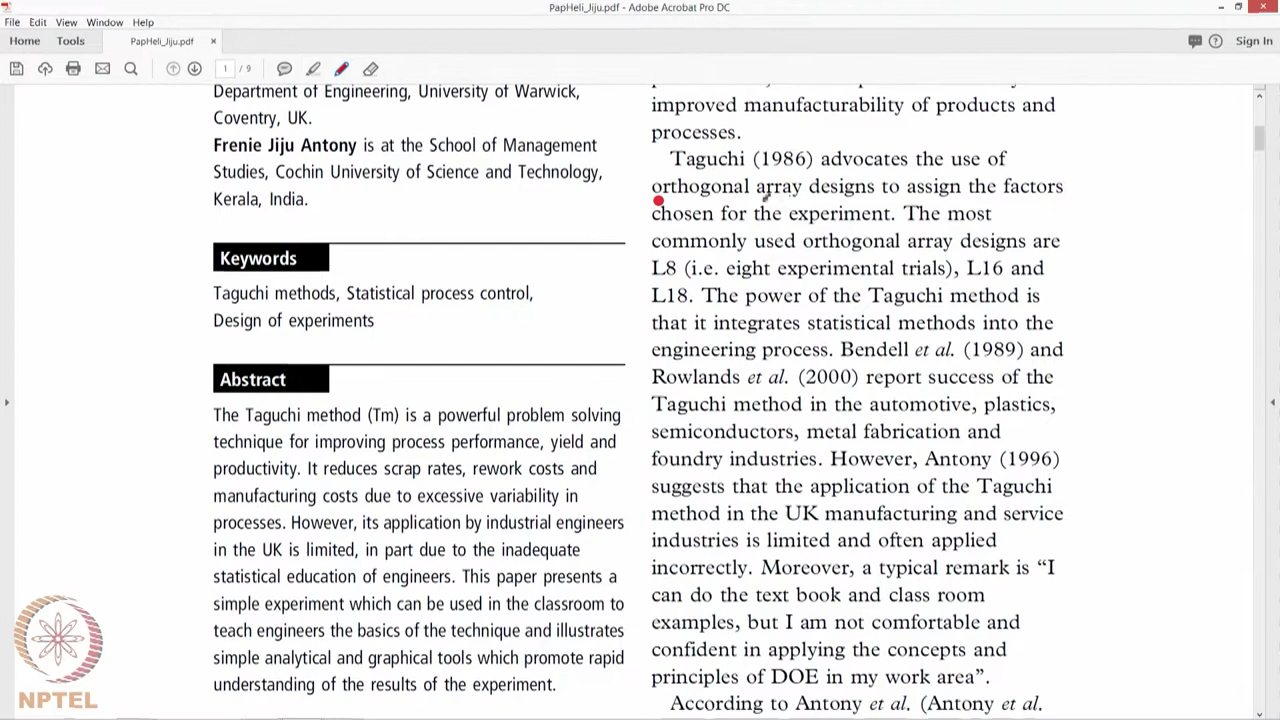 PapHeli_Jiju.pdf - Adobe Acrobat Pro DC
File Edit View Window Help
Home Tools PapHeli_Jiju.pdf × Sign In
1 / 9
Department of Engineering, University of Warwick,
Coventry, UK.
Frenie Jiju Antony is at the School of Management
Studies, Cochin University of Science and Technology,
Kerala, India.
Keywords
Taguchi methods, Statistical process control,
Design of experiments
Abstract
The Taguchi method (Tm) is a powerful problem solving
technique for improving process performance, yield and
productivity. It reduces scrap rates, rework costs and
manufacturing costs due to excessive variability in
processes. However, its application by industrial engineers
in the UK is limited, in part due to the inadequate
statistical education of engineers. This paper presents a
simple experiment which can be used in the classroom to
teach engineers the basics of the technique and illustrates
simple analytical and graphical tools which promote rapid
understanding of the results of the experiment.
improved manufacturability of products and
processes.
Taguchi (1986) advocates the use of
orthogonal array designs to assign the factors
chosen for the experiment. The most
commonly used orthogonal array designs are
L8 (i.e. eight experimental trials), L16 and
L18. The power of the Taguchi method is
that it integrates statistical methods into the
engineering process. Bendell et al. (1989) and
Rowlands et al. (2000) report success of the
Taguchi method in the automotive, plastics,
semiconductors, metal fabrication and
foundry industries. However, Antony (1996)
suggests that the application of the Taguchi
method in the UK manufacturing and service
industries is limited and often applied
incorrectly. Moreover, a typical remark is “I
can do the text book and class room
examples, but I am not comfortable and
confident in applying the concepts and
principles of DOE in my work area”.
According to Antony et al. (Antony et al.
NPTEL